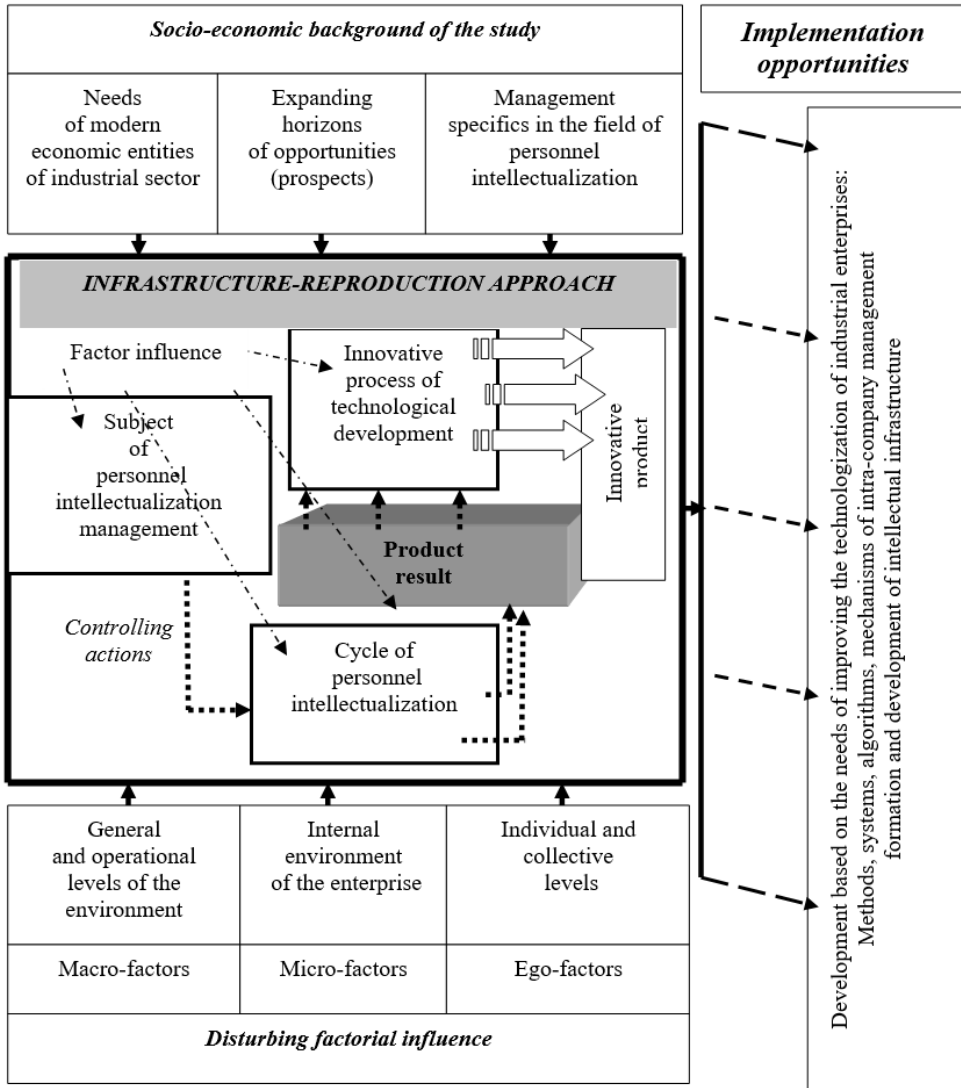 Socio-economic background of the study
Needs
of modern
economic entities
of industrial sector
Expanding
horizons
of opportunities
(prospects)
Management
specifics in the field of
personnel
intellectualization
Implementation
opportunities
INFRASTRUCTURE-REPRODUCTION APPROACH
Factor influence
Innovative
process of
technological
development
Innovative
product
Subject
of
personnel
intellectualization
management
Product
result
Controlling
actions
Cycle of
personnel
intellectualization
Development based on the needs of improving the technologization of industrial enterprises:
Methods, systems, algorithms, mechanisms of intra-company management
formation and development of intellectual infrastructure
General
and operational
levels of the
environment
Internal
environment
of the enterprise
Individual and
collective
levels
Macro-factors
Micro-factors
Ego-factors
Disturbing factorial influence